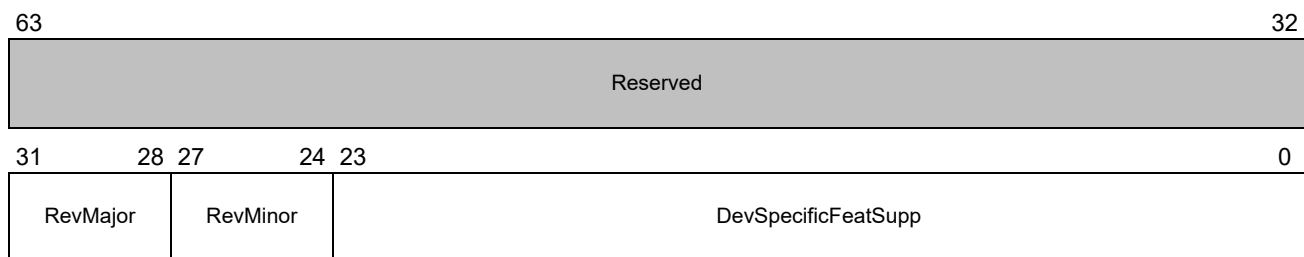 63 32
Reserved
31 28 27 24 23 0
RevMajor RevMinor DevSpecificFeatSupp